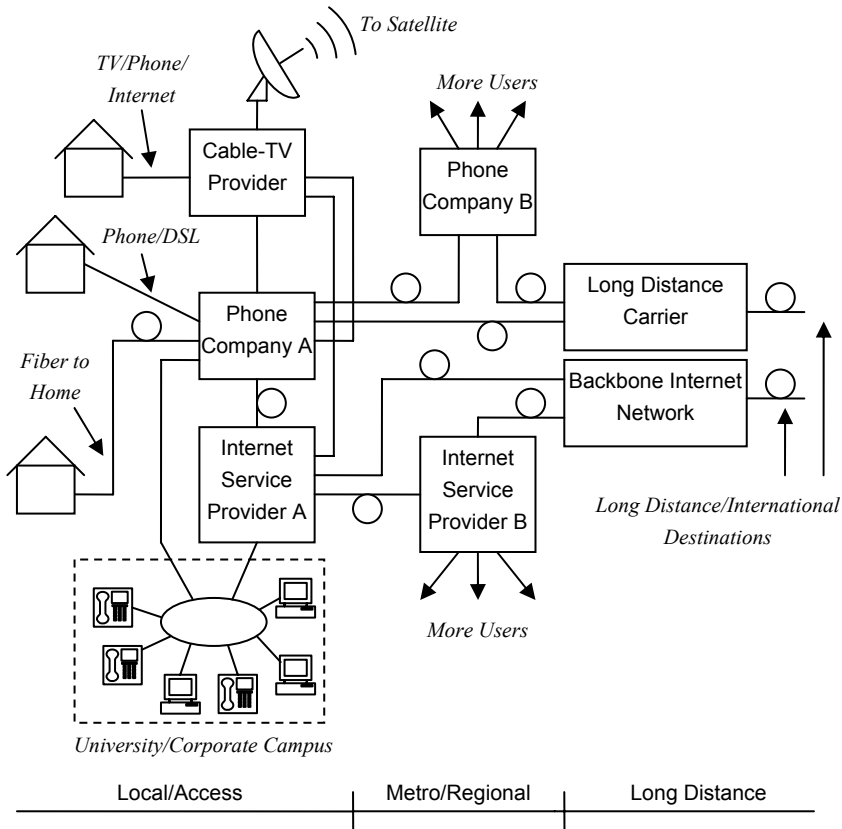 To Satellite
TV/Phone/
Internet
More Users
Cable-TV
Provider
Phone
Company B
Phone/DSL
Phone
Company A
Long Distance
Carrier
Fiber to
Home
Backbone Internet
Network
Internet
Service
Provider A
Internet
Service
Provider B
Long Distance/International
Destinations
More Users
University/Corporate Campus
Local/Access
Metro/Regional
Long Distance